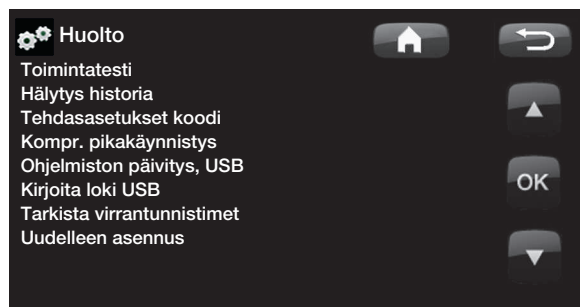 Huolto
Toimintatesti
Hälytys historia
Tehdasasetukset koodi
Kompr. pikakäynnistys
Ohjelmiston päivitys, USB
Kirjoita loki USB
OK
Tarkista virrantunnistimet
Uudelleen asennus